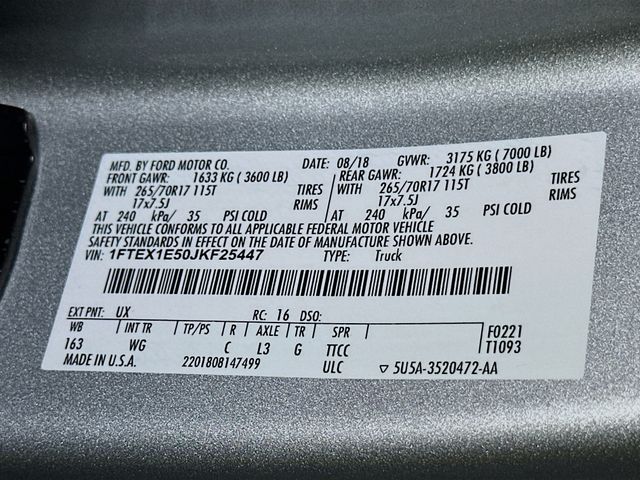 MFD. BY FORD MOTOR CO. DATE: 08/18 GVWR: 3175 KG ( 7000 LB)
FRONT GAWR: 1633 KG ( 3600 LB) REAR GAWR: 1724 KG ( 3800 LB)
WITH 265/70R17 115T TIRES WITH 265/70R17 115T TIRES
17x7.5J RIMS 17x7.5J RIMS
AT 240 kPa/ 35 PSI COLD AT 240 kPa/ 35 PSI COLD
THIS VEHICLE CONFORMS TO ALL APPLICABLE FEDERAL MOTOR VEHICLE
SAFETY STANDARDS IN EFFECT ON THE DATE OF MANUFACTURE SHOWN ABOVE.
VIN: 1FTEX1E50JKF25447 TYPE: Truck
EXT PNT: UX RC: 16 DSO:
WB INT TR TP/PS R AXLE TR SPR F0221
163 WG C L3 G TTCC T1093
MADE IN U.S.A. 2201808147499 ULC ▽ 5U5A-3520472-AA